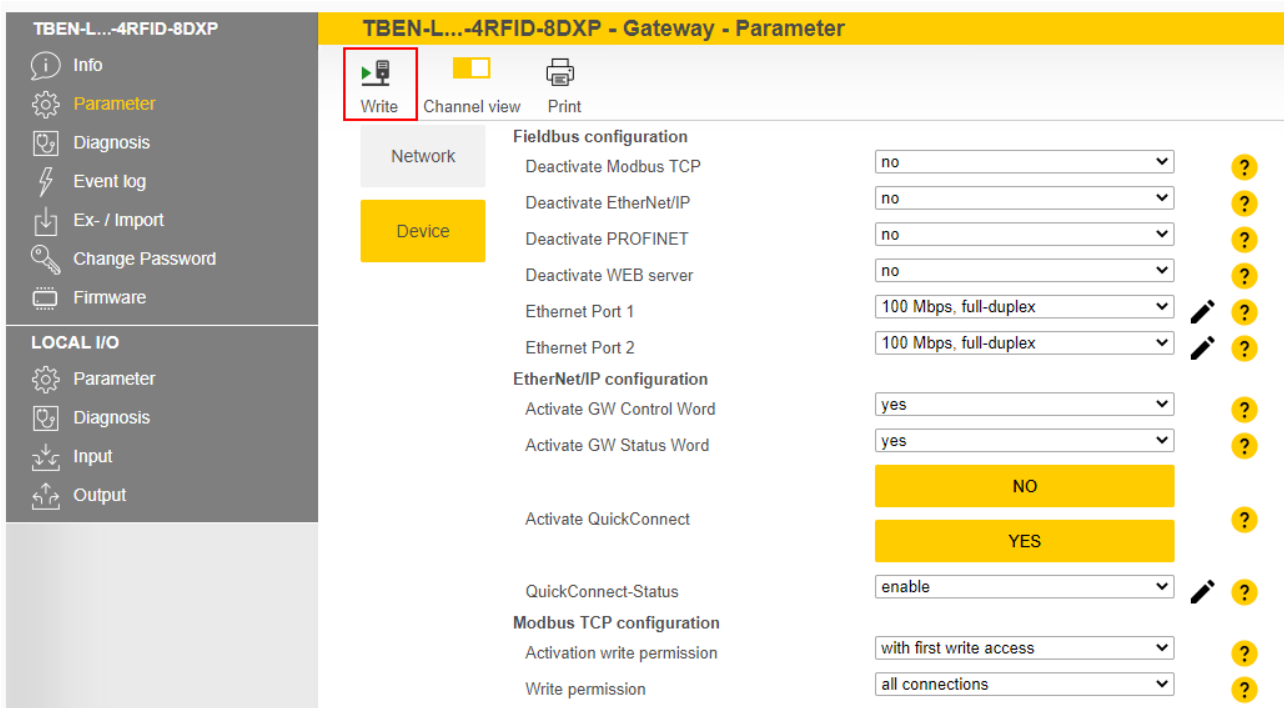 TBEN-L...-4RFID-8DXP
Info
Parameter
Diagnosis
Event log
Ex- / Import
Change Password
Firmware
LOCAL I/O
Parameter
Diagnosis
Input
Output
TBEN-L...-4RFID-8DXP - Gateway - Parameter
Write Channel view Print
Network
Device
Fieldbus configuration
Deactivate Modbus TCP no ?
Deactivate EtherNet/IP no ?
Deactivate PROFINET no ?
Deactivate WEB server no ?
Ethernet Port 1 100 Mbps, full-duplex ?
Ethernet Port 2 100 Mbps, full-duplex ?
EtherNet/IP configuration
Activate GW Control Word yes ?
Activate GW Status Word yes ?
NO
Activate QuickConnect ?
YES
QuickConnect-Status enable ?
Modbus TCP configuration
Activation write permission with first write access ?
Write permission all connections ?